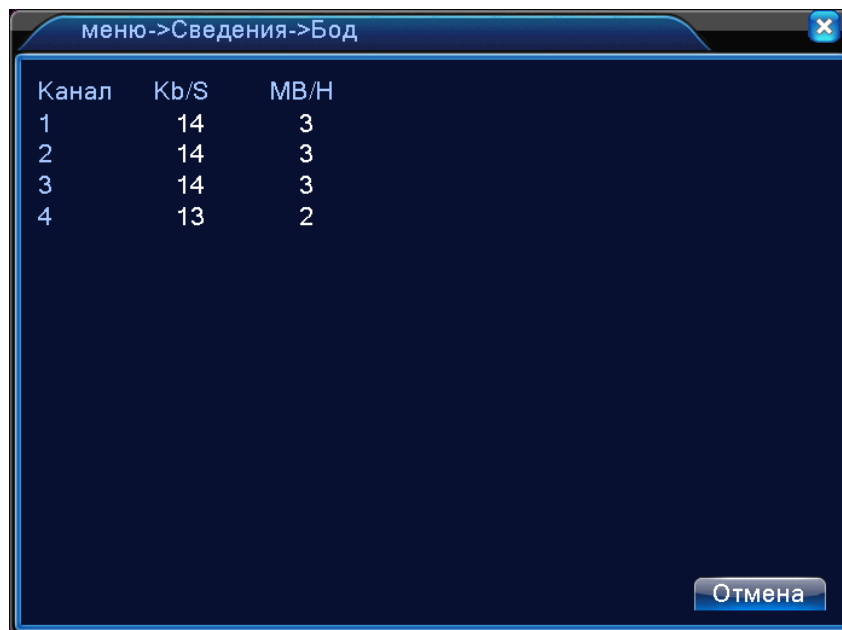 меню->Сведения->Бод
Канал Kb/S MB/H
1 14 3
2 14 3
3 14 3
4 13 2
Отмена